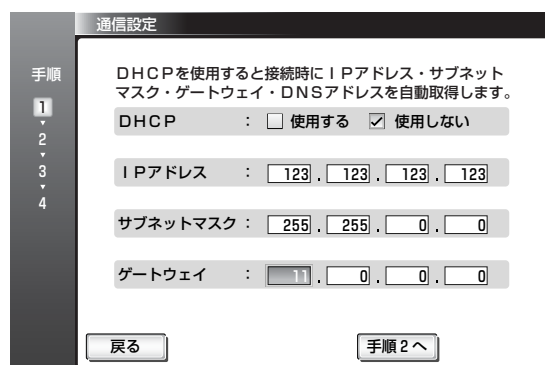 通信設定
手順
1
2
3
4
DHCPを使用すると接続時にIPアドレス・サブネット
マスク・ゲートウェイ・DNSアドレスを自動取得します。
DHCP : 使用する 使用しない
IPアドレス : 123 . 123 . 123 . 123
サブネットマスク : 255 . 255 . 0 . 0
ゲートウェイ : 11 . 0 . 0 . 0
戻る
手順2へ